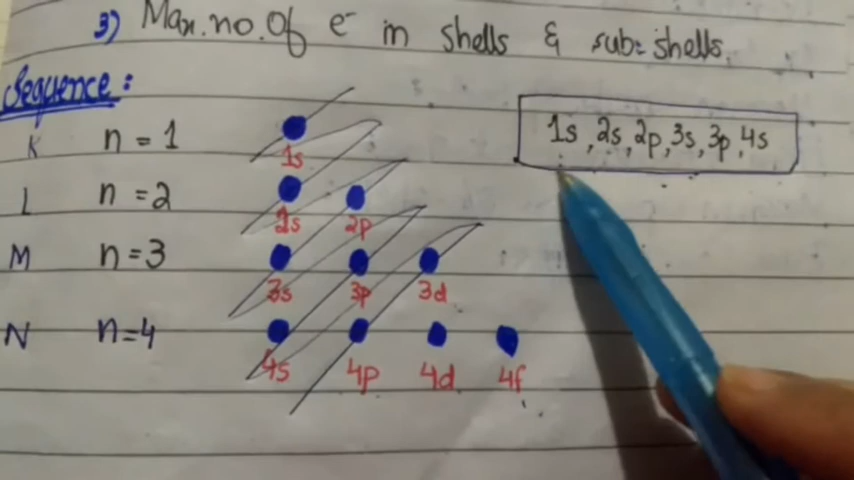 3) Max. no. Of e⁻ in shells & sub-shells
Sequence:
1s, 2s, 2p, 3s, 3p, 4s
K n = 1
1s
L n = 2
2s 2p
M n = 3
3s 3p 3d
N n=4
4s 4p 4d 4f